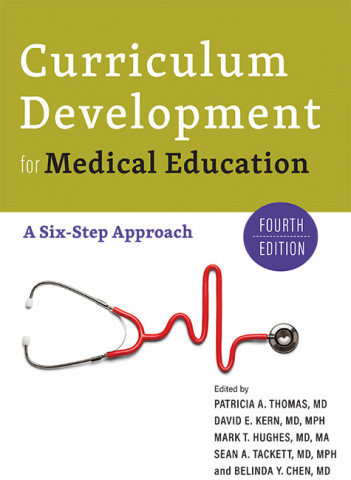 Curriculum
Development
for Medical Education
FOURTH
EDITION
A Six-Step Approach
Edited by
PATRICIA A. THOMAS, MD
DAVID E. KERN, MD, MPH
MARK T. HUGHES, MD, MA
SEAN A. TACKETT, MD, MPH
and BELINDA Y. CHEN, MD